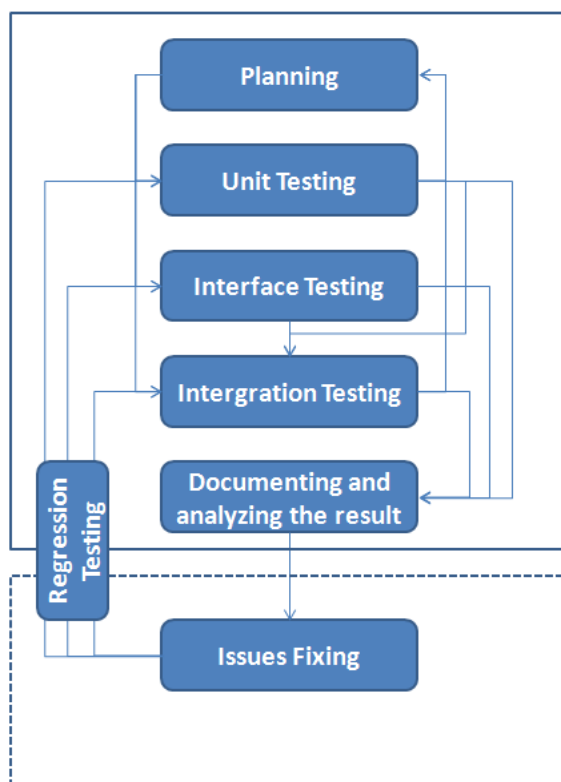 Planning
Unit Testing
Interface Testing
Intergration Testing
Documenting and
analyzing the result
Regression
Testing
Issues Fixing